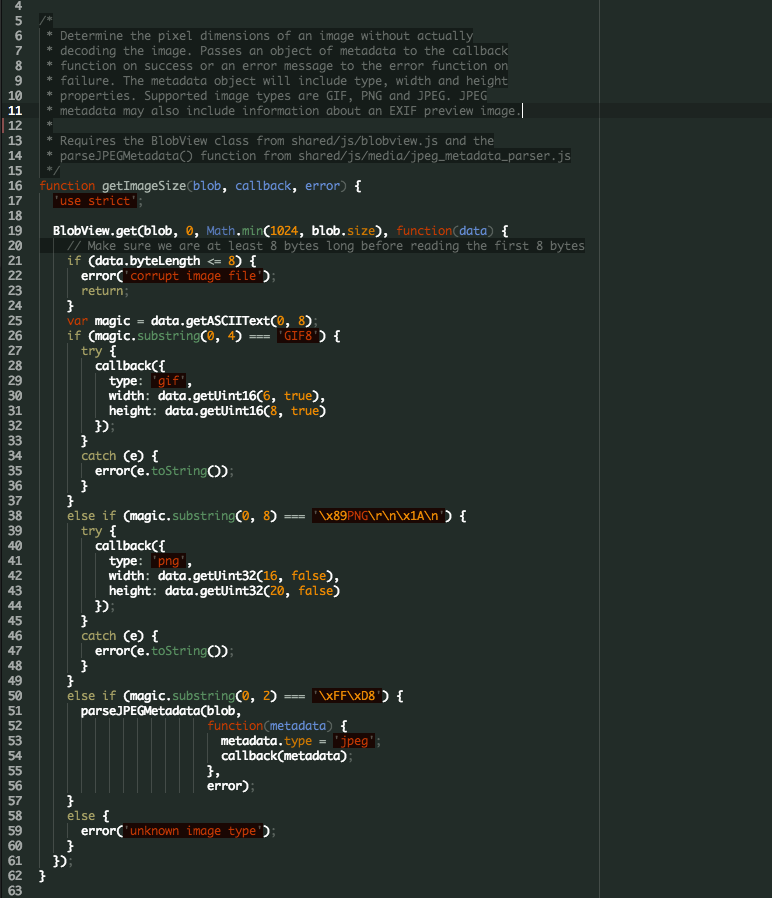 4
5 /*
6  * Determine the pixel dimensions of an image without actually
7  * decoding the image. Passes an object of metadata to the callback
8  * function on success or an error message to the error function on
9  * failure. The metadata object will include type, width and height
10  * properties. Supported image types are GIF, PNG and JPEG. JPEG
11  * metadata may also include information about an EXIF preview image.
12  *
13  * Requires the BlobView class from shared/js/blobview.js and the
14  * parseJPEGMetadata() function from shared/js/media/jpeg_metadata_parser.js
15  */
16 function getImageSize(blob, callback, error) {
17   'use strict';
18
19   BlobView.get(blob, 0, Math.min(1024, blob.size), function(data) {
20     // Make sure we are at least 8 bytes long before reading the first 8 bytes
21     if (data.byteLength <= 8) {
22       error('corrupt image file');
23       return;
24     }
25     var magic = data.getASCIIText(0, 8);
26     if (magic.substring(0, 4) === 'GIF8') {
27       try {
28         callback({
29           type: 'gif',
30           width: data.getUint16(6, true),
31           height: data.getUint16(8, true)
32         });
33       }
34       catch (e) {
35         error(e.toString());
36       }
37     }
38     else if (magic.substring(0, 8) === '\x89PNG\r\n\x1A\n') {
39       try {
40         callback({
41           type: 'png',
42           width: data.getUint32(16, false),
43           height: data.getUint32(20, false)
44         });
45       }
46       catch (e) {
47         error(e.toString());
48       }
49     }
50     else if (magic.substring(0, 2) === '\xFF\xD8') {
51       parseJPEGMetadata(blob,
52                         function(metadata) {
53                           metadata.type = 'jpeg';
54                           callback(metadata);
55                         },
56                         error);
57     }
58     else {
59       error('unknown image type');
60     }
61   });
62 }
63